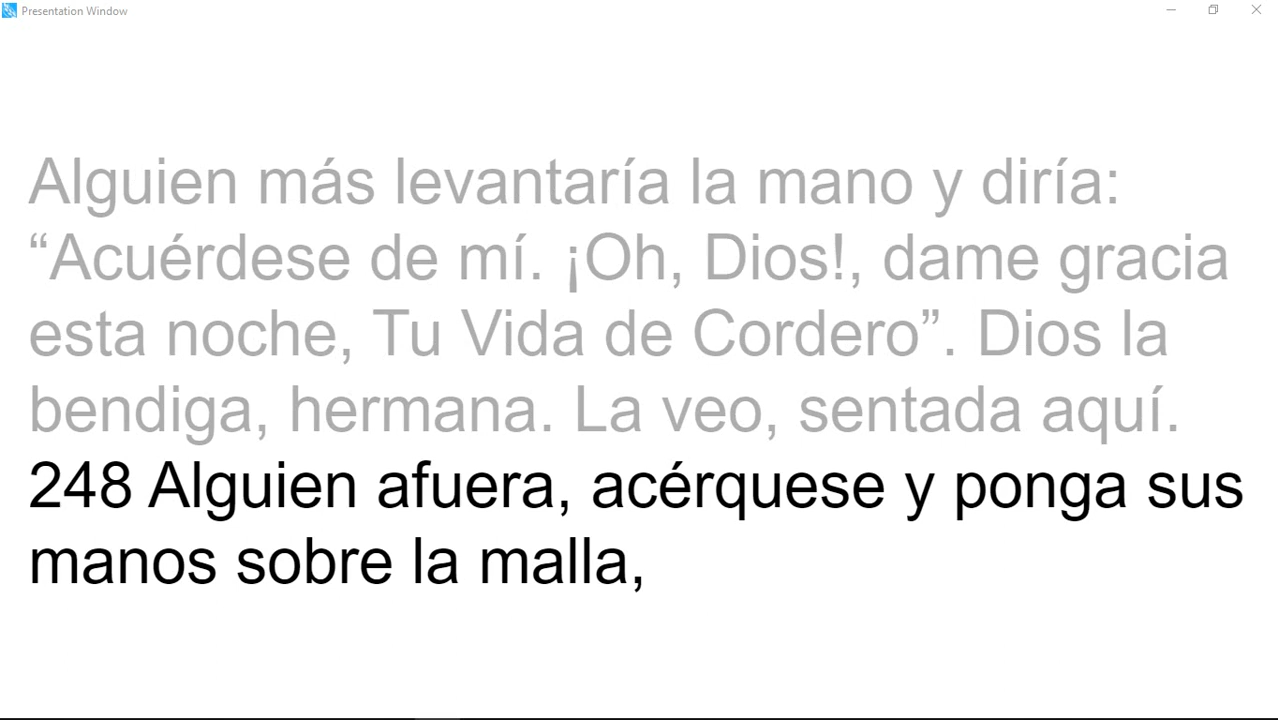 Presentation Window
Alguien más levantaría la mano y diría:
“Acuérdese de mí. ¡Oh, Dios!, dame gracia
esta noche, Tu Vida de Cordero”. Dios la
bendiga, hermana. La veo, sentada aquí.
248 Alguien afuera, acérquese y ponga sus
manos sobre la malla,